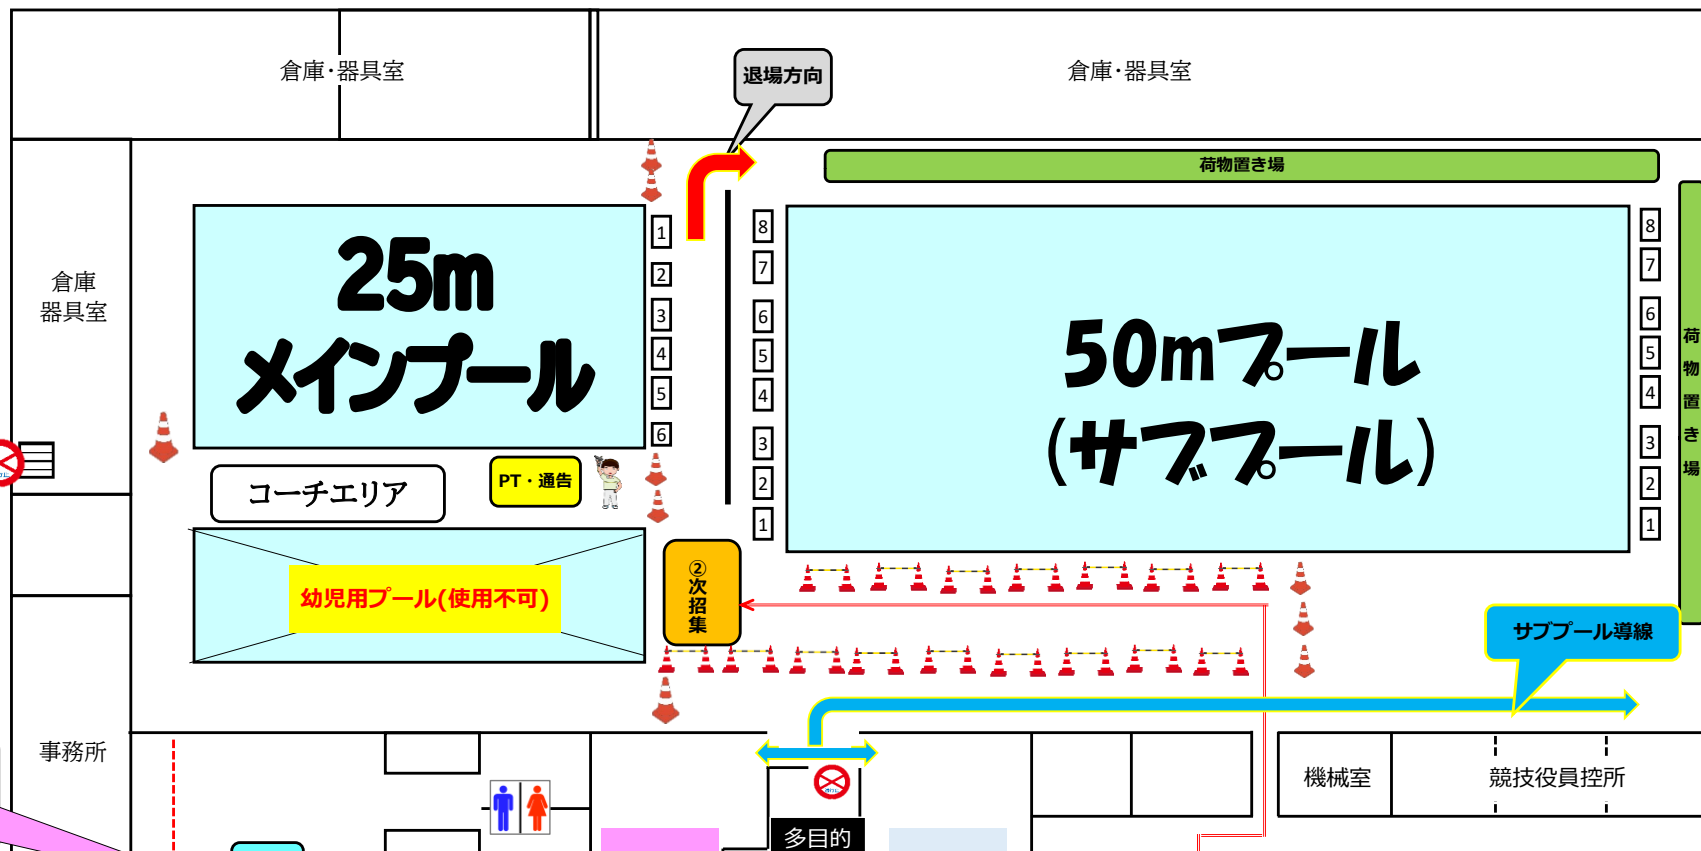 倉庫・器具室
倉庫・器具室
退場方向
荷物置き場
倉庫
器具室
25m
メインプール
1
2
3
4
5
6
8
7
6
5
4
3
2
1
50mプール
(サブプール)
8
7
6
5
4
3
2
1
荷物置き場
コーチエリア
PT・通告
幼児用プール(使用不可)
②次招集
サブプール導線
事務所
機械室
競技役員控所
多目的